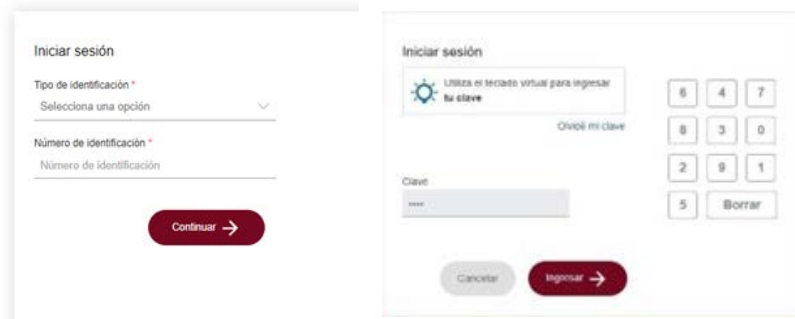 Iniciar sesión
Tipo de identificación *
Selecciona una opción
Número de identificación *
Número de identificación
Continuar
Iniciar sesión
Utiliza el teclado virtual para ingresar
tu clave
Olvidé mi clave
Clave
****
Cancelar
Ingresar
6 4 7
8 3 0
2 9 1
5 Borrar